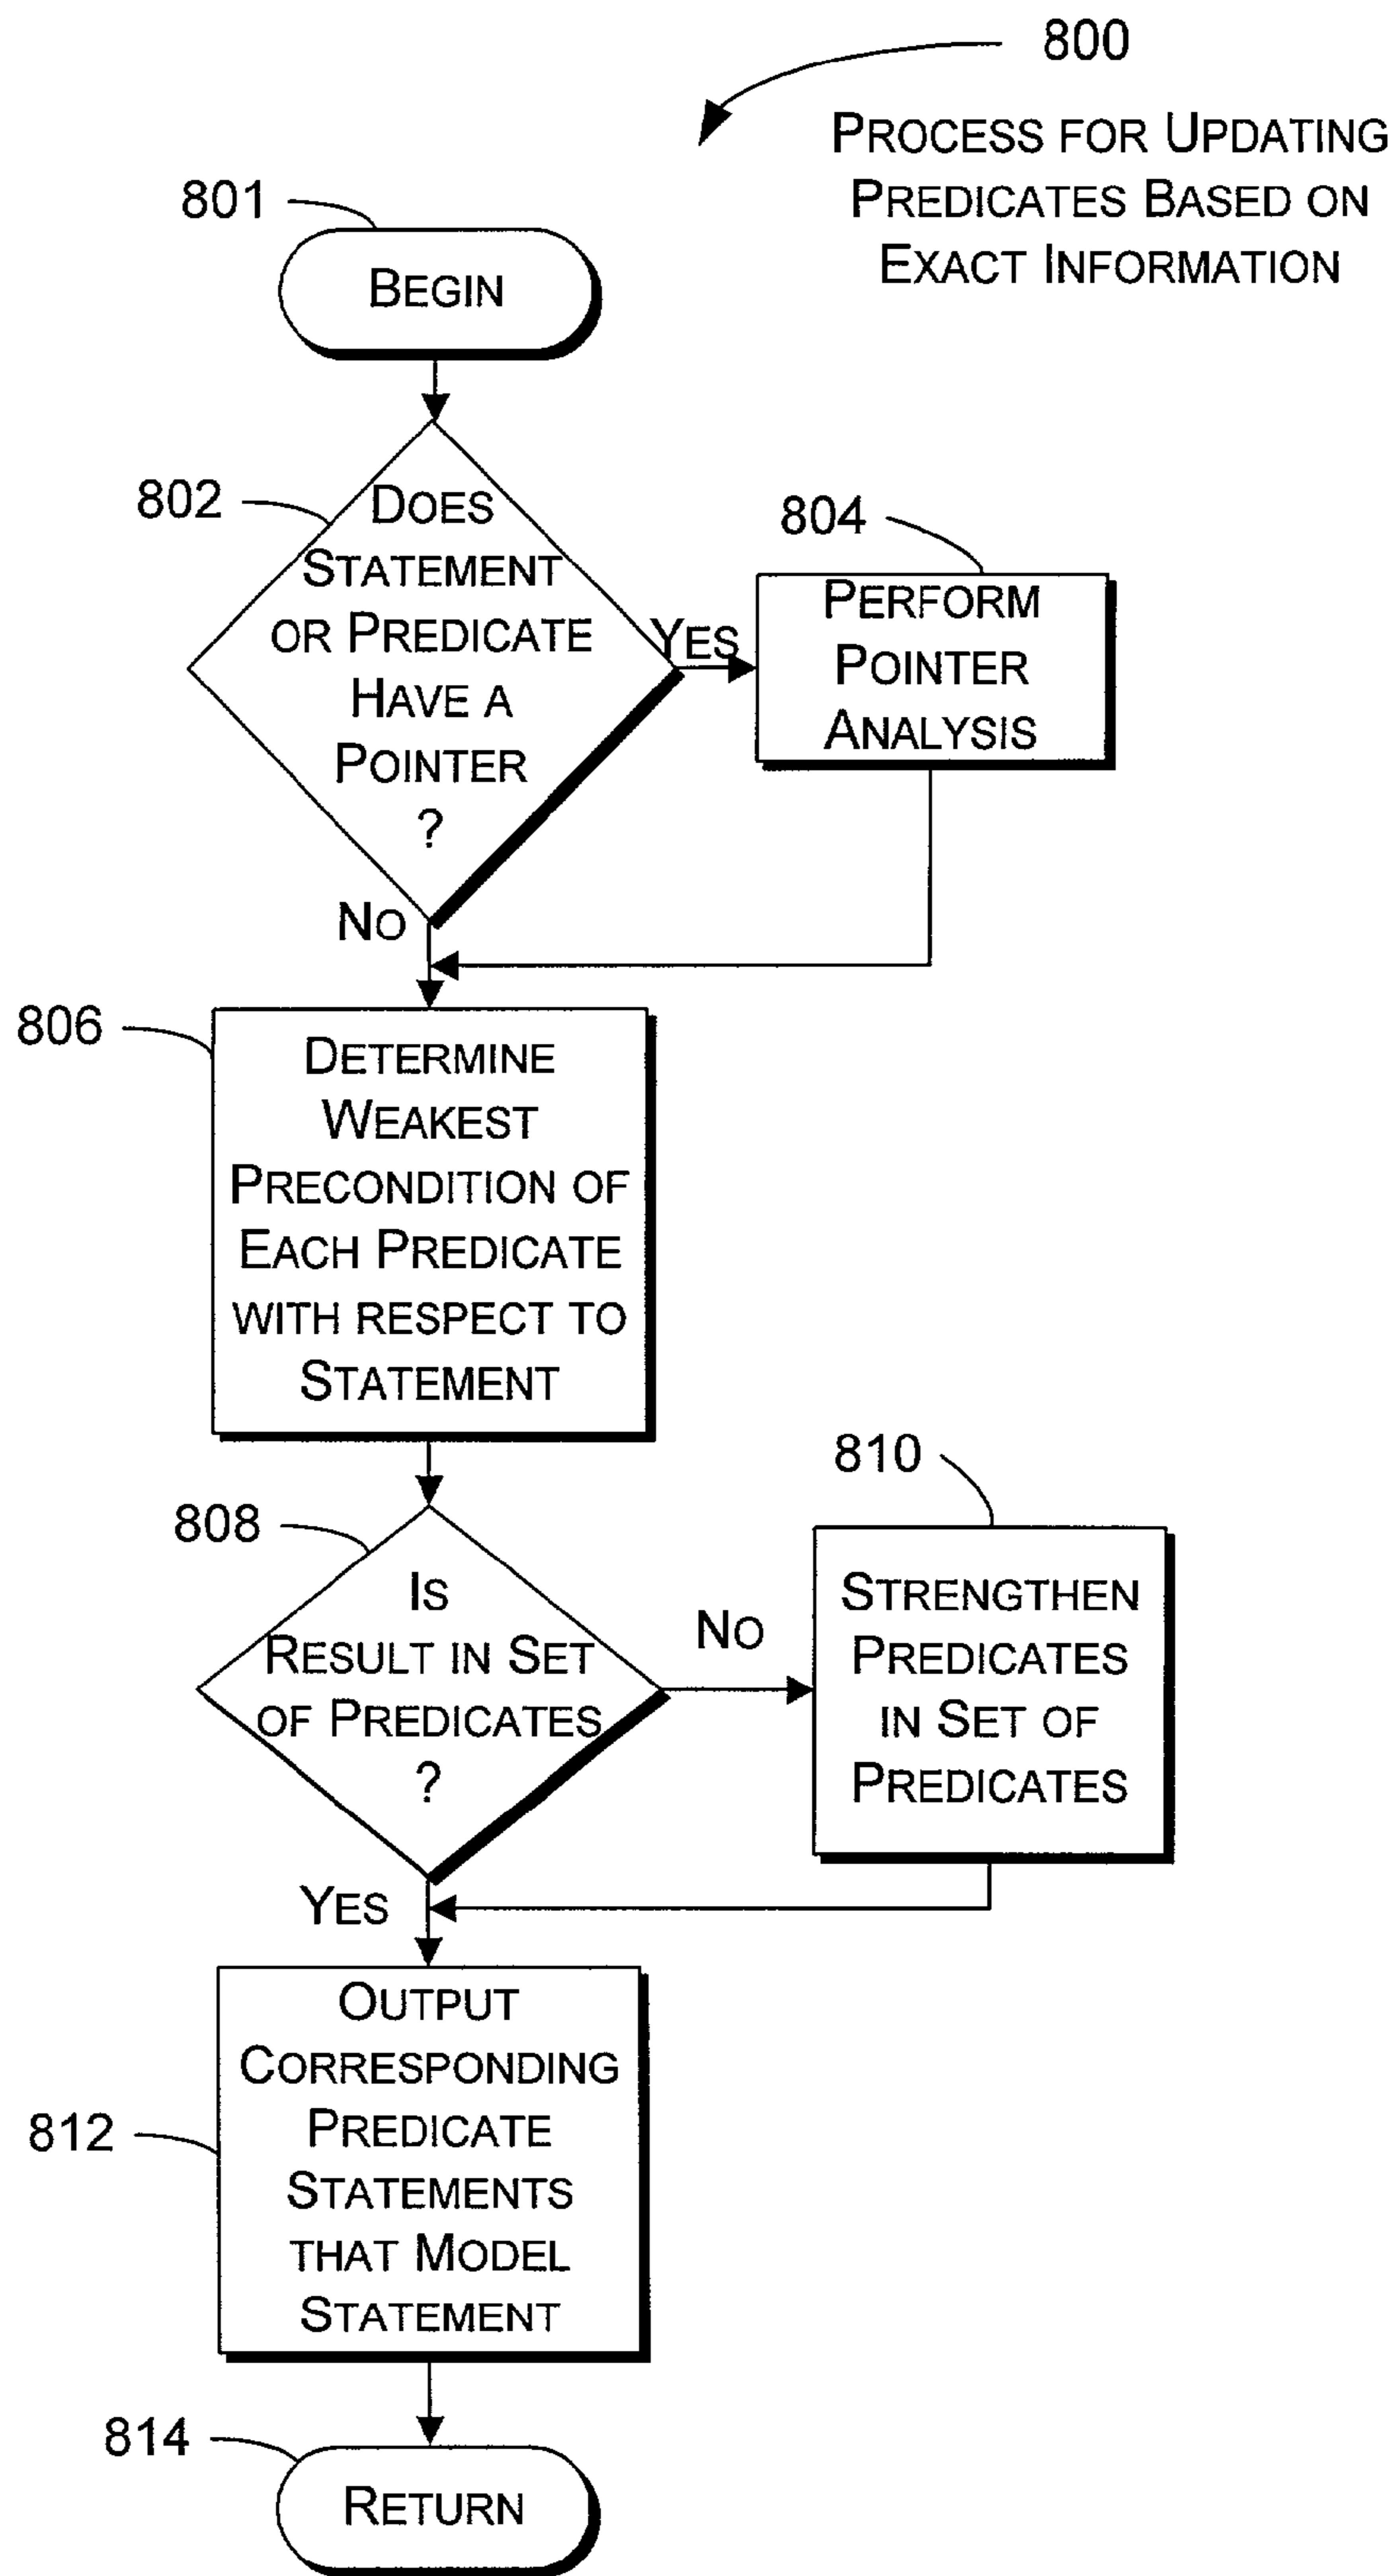 800
PROCESS FOR UPDATING
PREDICATES BASED ON
EXACT INFORMATION
801
BEGIN
802
DOES
STATEMENT
OR PREDICATE
HAVE A
POINTER
?
YES
804
PERFORM
POINTER
ANALYSIS
NO
806
DETERMINE
WEAKEST
PRECONDITION OF
EACH PREDICATE
WITH RESPECT TO
STATEMENT
808
IS
RESULT IN SET
OF PREDICATES
?
NO
810
STRENGTHEN
PREDICATES
IN SET OF
PREDICATES
YES
812
OUTPUT
CORRESPONDING
PREDICATE
STATEMENTS
THAT MODEL
STATEMENT
814
RETURN